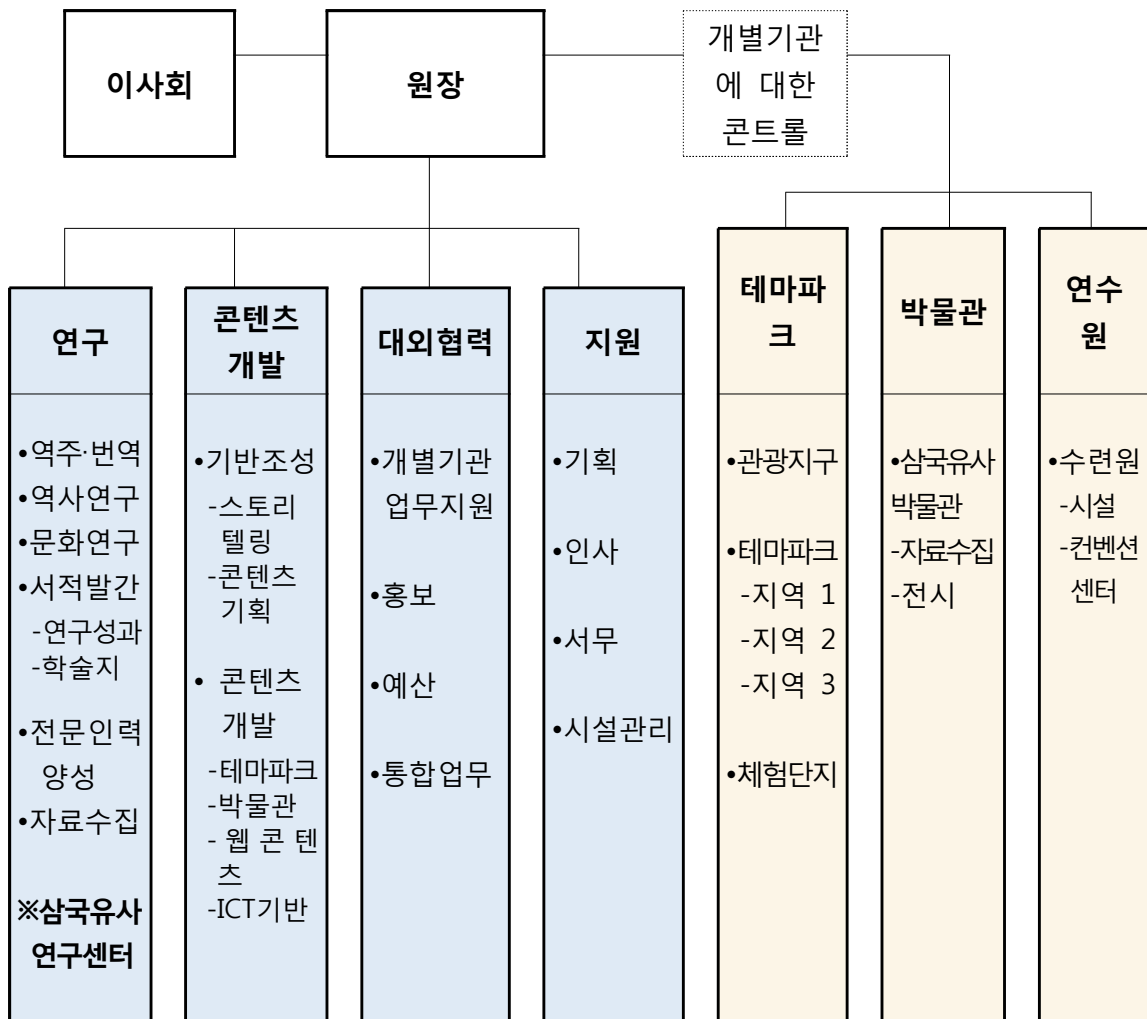 이사회
원장
개별기관
에 대한
콘트롤
연구
•역주·번역
•역사연구
•문화연구
•서적발간
-연구성과
-학술지
•전문인력
양성
•자료수집
※삼국유사
연구센터
콘텐츠
개발
•기반조성
-스토리
텔링
-콘텐츠
기획
• 콘텐츠
개발
-테마파크
-박물관
- 웹 콘 텐
츠
-ICT기반
대외협력
•개별기관
업무지원
•홍보
•예산
•통합업무
지원
•기획
•인사
•서무
•시설관리
테마파
크
•관광지구
•테마파크
-지역 1
-지역 2
-지역 3
•체험단지
박물관
•삼국유사
박물관
-자료수집
-전시
연수
원
•수련원
-시설
-컨벤션
센터